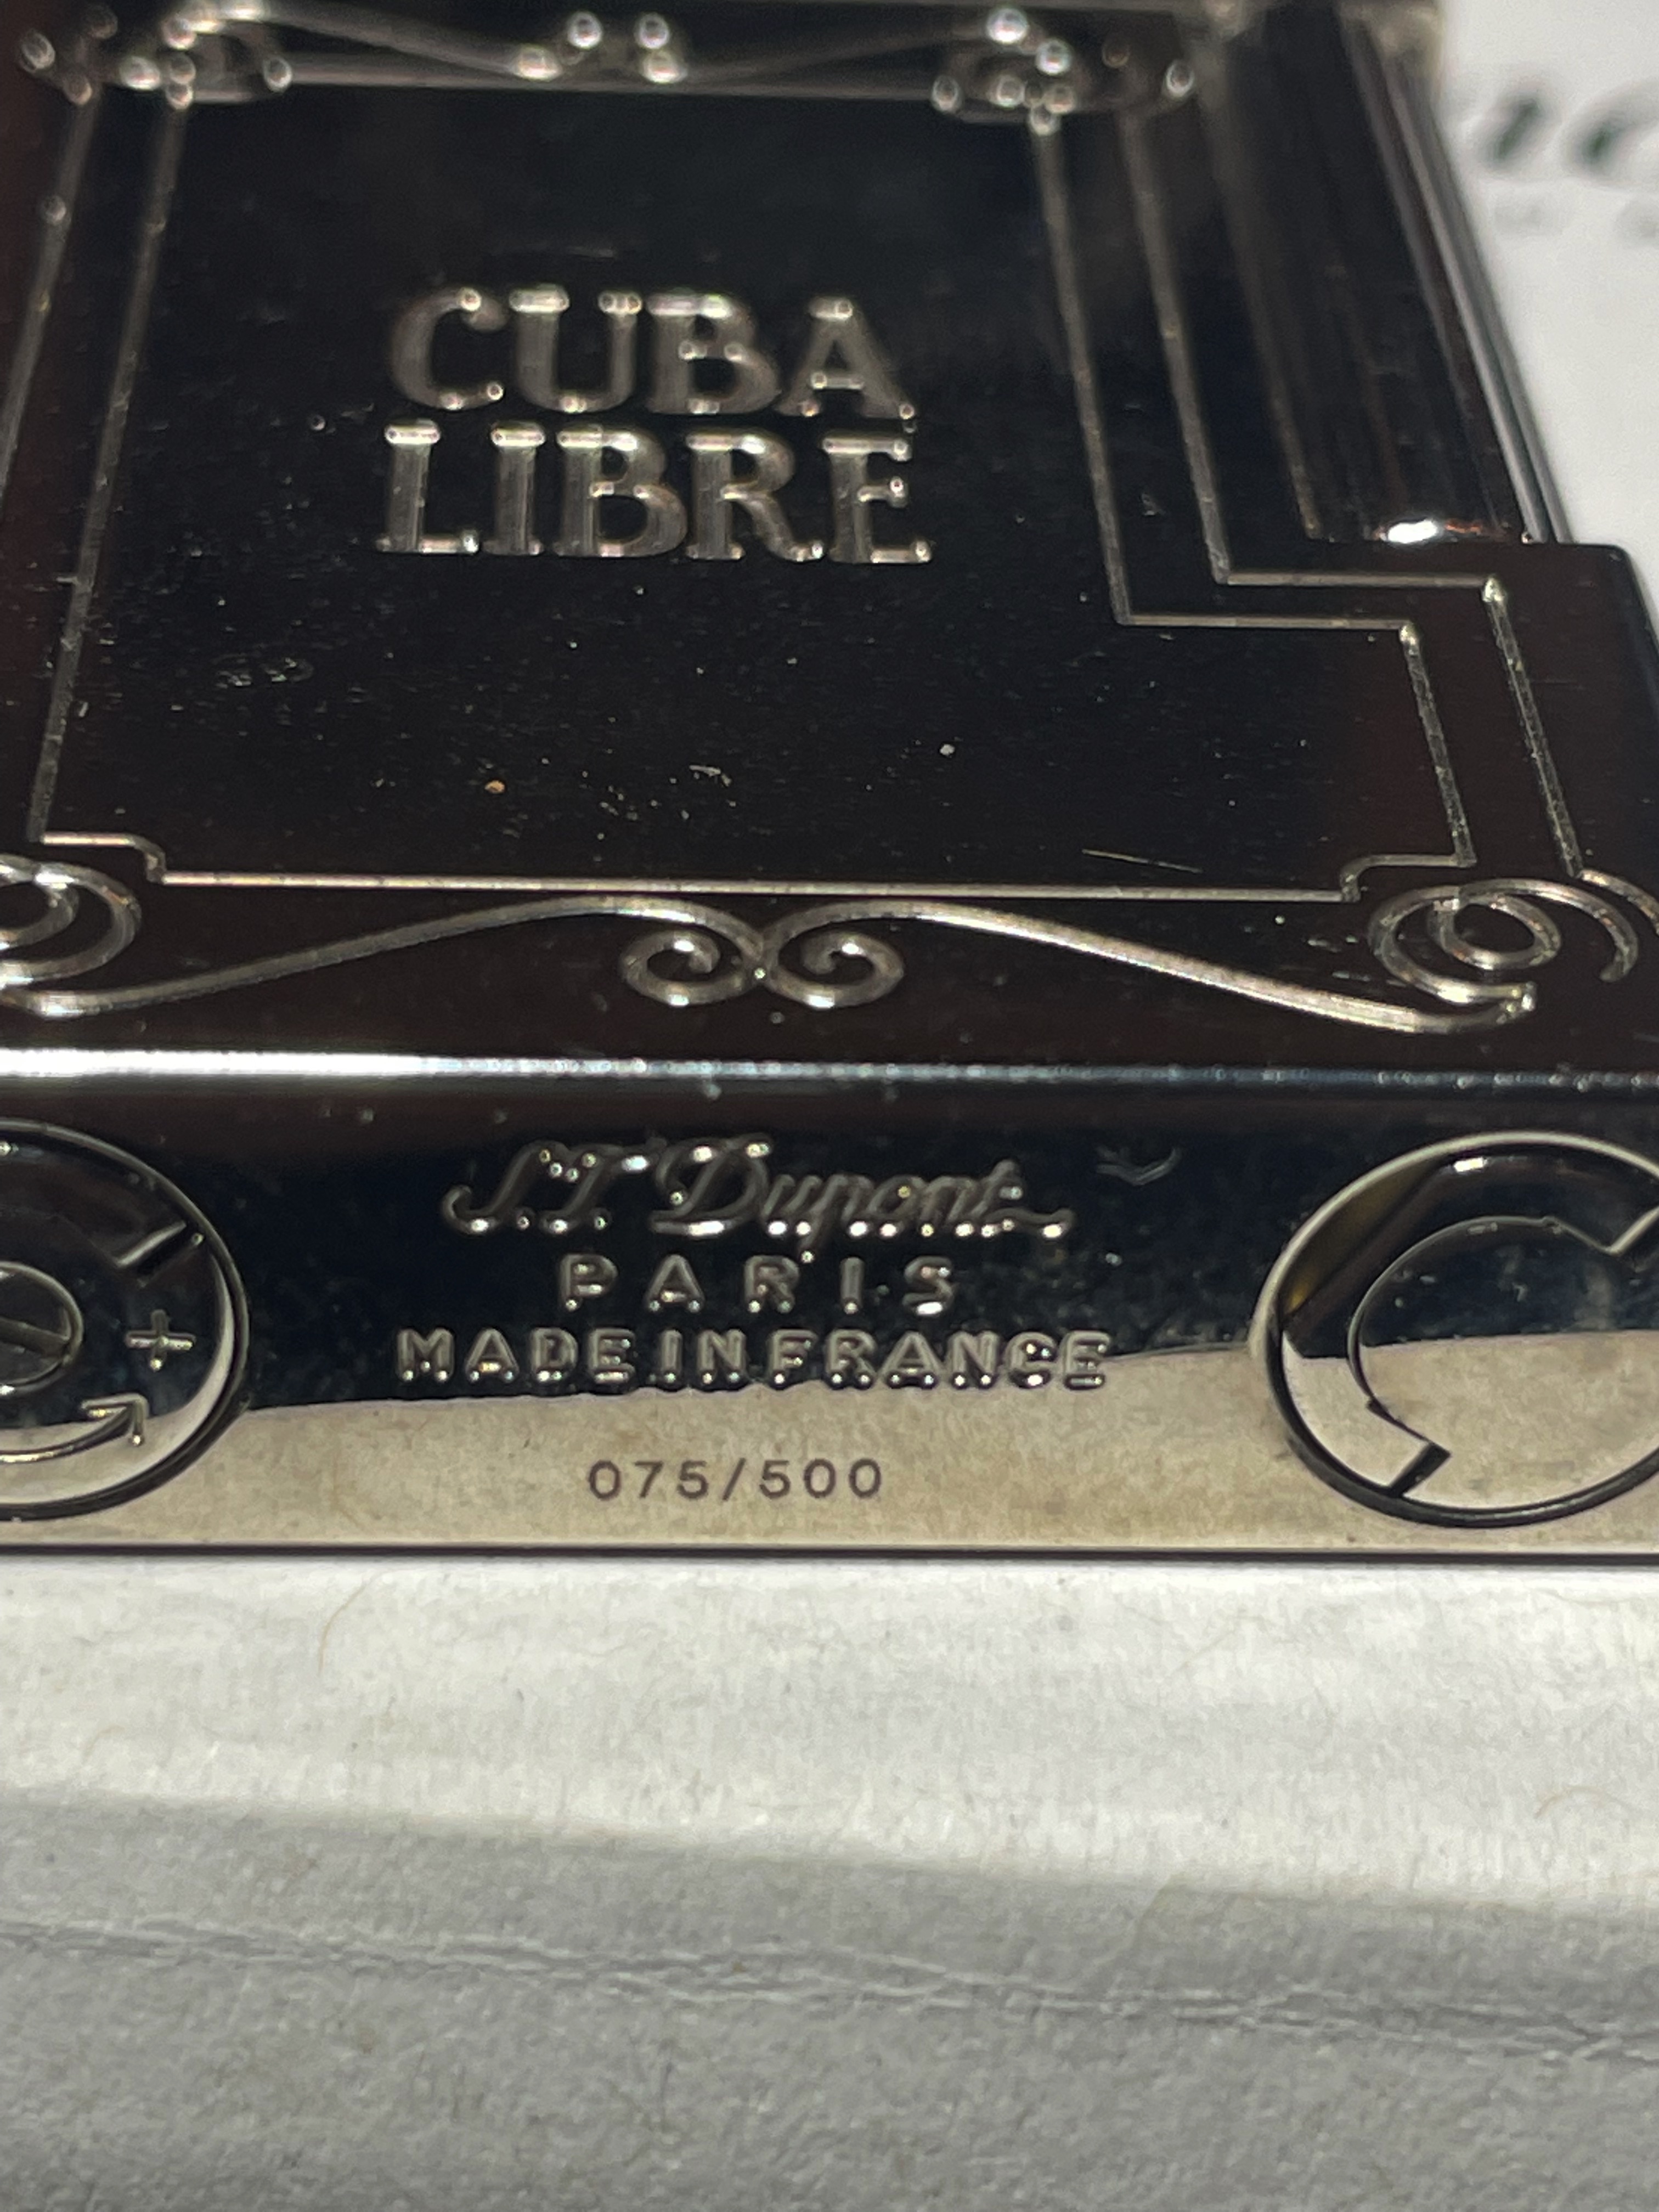 CUBA
LIBRE
S.T. Dupont
PARIS
MADE IN FRANCE
075/500
+